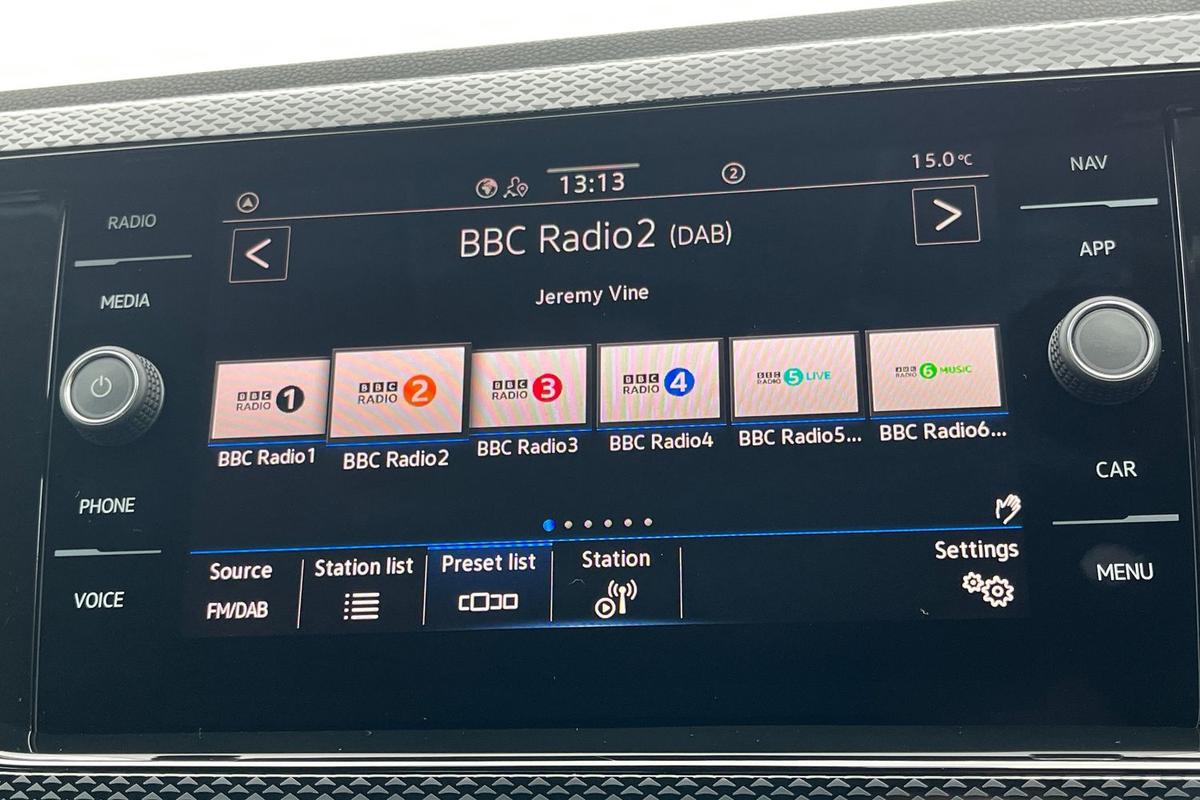 RADIO
MEDIA
PHONE
VOICE
13:13
2
15.0°C
<
BBC Radio2 (DAB)
>
Jeremy Vine
BBC RADIO 1
BBC RADIO 2
BBC RADIO 3
BBC RADIO 4
BBC RADIO 5 LIVE
BBC RADIO 6 MUSIC
BBC Radio1
BBC Radio2
BBC Radio3
BBC Radio4
BBC Radio5...
BBC Radio6...
Source
FM/DAB
Station list
Preset list
Station
Settings
NAV
APP
CAR
MENU